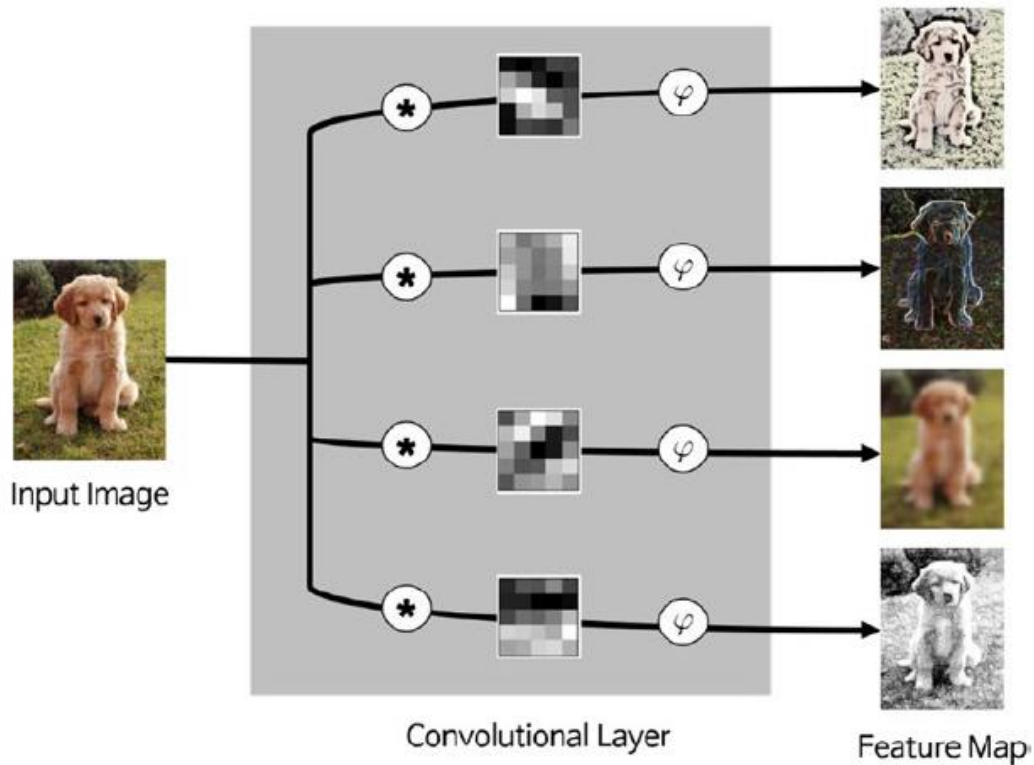 *
φ
*
φ
*
φ
*
φ
Input Image
Convolutional Layer
Feature Map